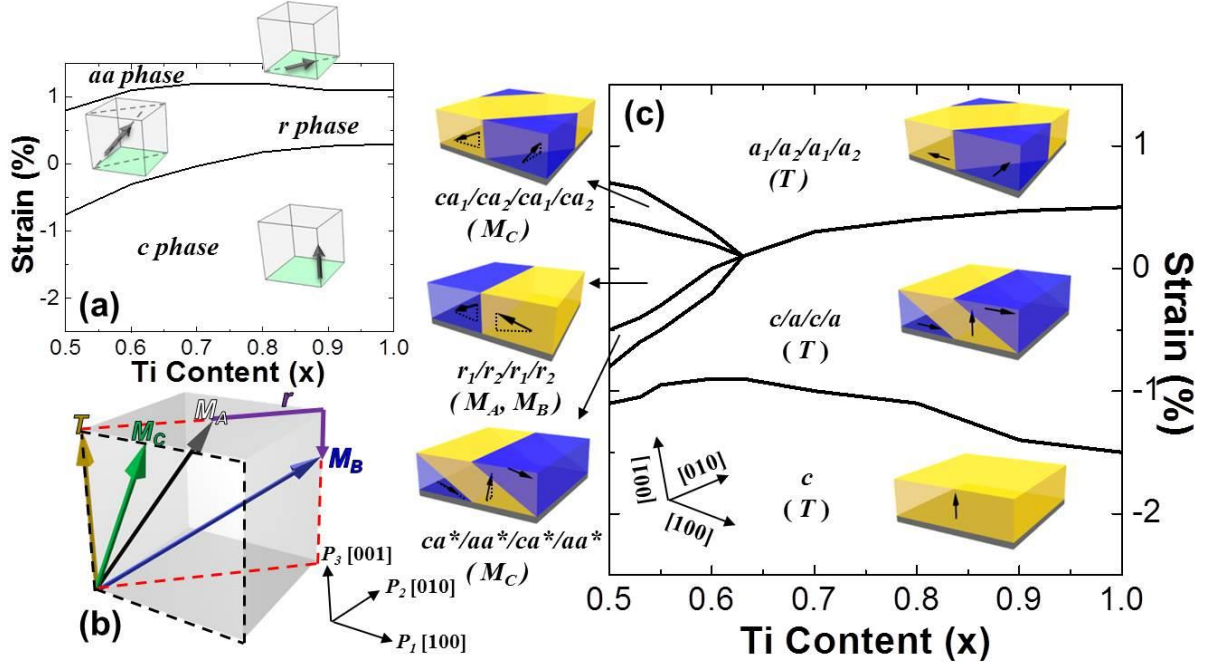 (a)
aa phase
r phase
c phase
Strain (%)
1
0
-1
-2
0.5 0.6 0.7 0.8 0.9 1.0
Ti Content (x)
(b)
T
M_C
M_A
r
M_B
P_3 [001]
P_2 [010]
P_1 [100]
ca_1/ca_2/ca_1/ca_2
(M_C)
r_1/r_2/r_1/r_2
(M_A, M_B)
ca*/aa*/ca*/aa*
(M_C)
(c)
a_1/a_2/a_1/a_2
(T)
c/a/c/a
(T)
c
(T)
[001]
[010]
[100]
1
0
-1
-2
Strain (%)
0.5 0.6 0.7 0.8 0.9 1.0
Ti Content (x)